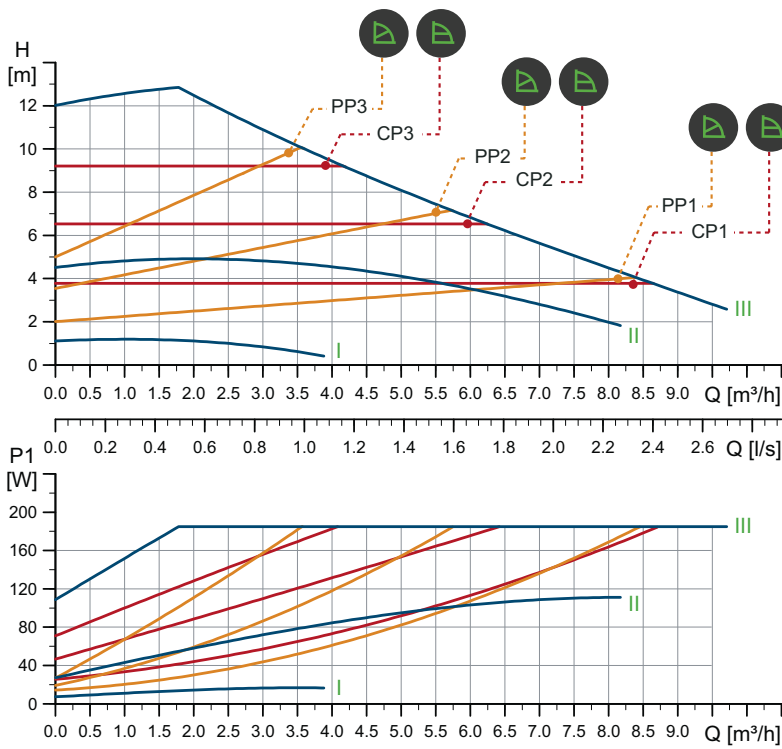 H
[m]
12
10
8
6
4
2
0
PP3
CP3
PP2
CP2
PP1
CP1
III
II
I
0.0 0.5 1.0 1.5 2.0 2.5 3.0 3.5 4.0 4.5 5.0 5.5 6.0 6.5 7.0 7.5 8.0 8.5 9.0 Q [m³/h]
0.0 0.2 0.4 0.6 0.8 1.0 1.2 1.4 1.6 1.8 2.0 2.2 2.4 2.6 Q [l/s]
P1
[W]
200
160
120
80
40
0
III
II
I
0.0 0.5 1.0 1.5 2.0 2.5 3.0 3.5 4.0 4.5 5.0 5.5 6.0 6.5 7.0 7.5 8.0 8.5 9.0 Q [m³/h]